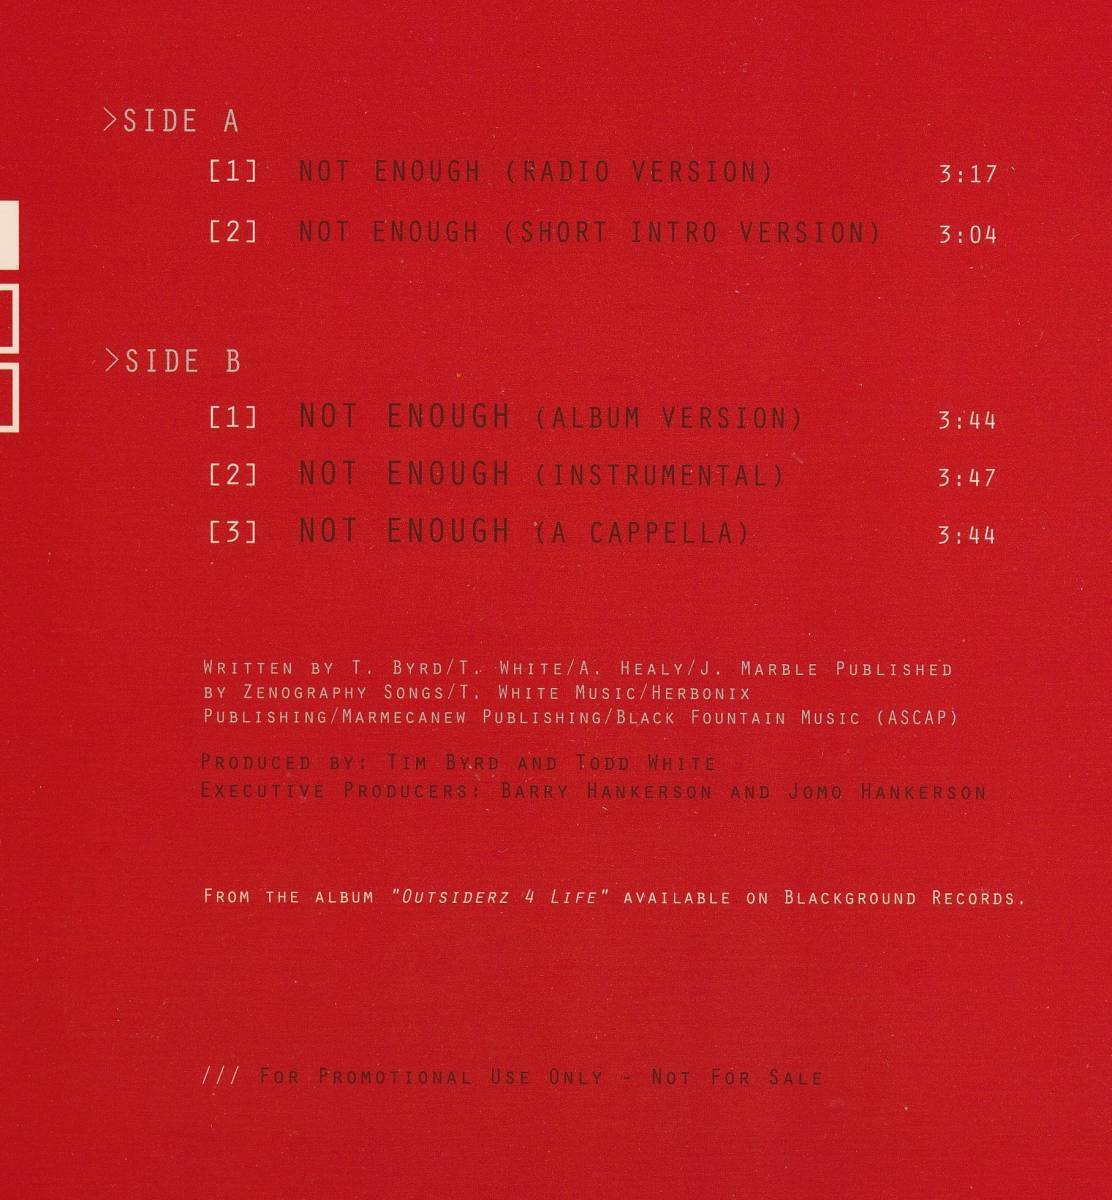 >SIDE A
[1] NOT ENOUGH (RADIO VERSION) 3:17
[2] NOT ENOUGH (SHORT INTRO VERSION) 3:04
>SIDE B
[1] NOT ENOUGH (ALBUM VERSION) 3:44
[2] NOT ENOUGH (INSTRUMENTAL) 3:47
[3] NOT ENOUGH (A CAPPELLA) 3:44
WRITTEN BY T. BYRD/T. WHITE/A. HEALY/J. MARBLE PUBLISHED
BY ZENOGRAPHY SONGS/T. WHITE MUSIC/HERBONIX
PUBLISHING/MARMECANEW PUBLISHING/BLACK FOUNTAIN MUSIC (ASCAP)
PRODUCED BY: TIM BYRD AND TODD WHITE
EXECUTIVE PRODUCERS: BARRY HANKERSON AND JOMO HANKERSON
FROM THE ALBUM "OUTSIDERZ 4 LIFE" AVAILABLE ON BLACKGROUND RECORDS.
/// FOR PROMOTIONAL USE ONLY - NOT FOR SALE